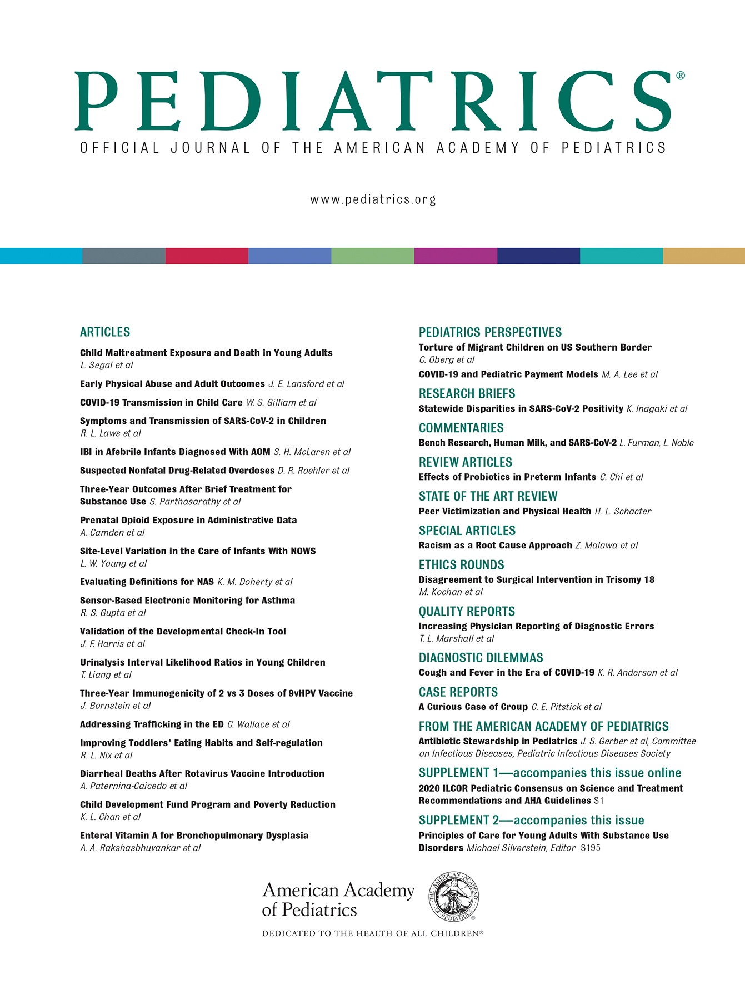 PEDIATRICS®
OFFICIAL JOURNAL OF THE AMERICAN ACADEMY OF PEDIATRICS
www.pediatrics.org
ARTICLES
Child Maltreatment Exposure and Death in Young Adults
L. Segal et al
Early Physical Abuse and Adult Outcomes J. E. Lansford et al
COVID-19 Transmission in Child Care W. S. Gilliam et al
Symptoms and Transmission of SARS-CoV-2 in Children
R. L. Laws et al
IBI in Afebrile Infants Diagnosed With AOM S. H. McLaren et al
Suspected Nonfatal Drug-Related Overdoses D. R. Roehler et al
Three-Year Outcomes After Brief Treatment for
Substance Use S. Parthasarathy et al
Prenatal Opioid Exposure in Administrative Data
A. Camden et al
Site-Level Variation in the Care of Infants With NOWS
L. W. Young et al
Evaluating Definitions for NAS K. M. Doherty et al
Sensor-Based Electronic Monitoring for Asthma
R. S. Gupta et al
Validation of the Developmental Check-In Tool
J. F. Harris et al
Urinalysis Interval Likelihood Ratios in Young Children
T. Liang et al
Three-Year Immunogenicity of 2 vs 3 Doses of 9vHPV Vaccine
J. Bornstein et al
Addressing Trafficking in the ED C. Wallace et al
Improving Toddlers’ Eating Habits and Self-regulation
R. L. Nix et al
Diarrheal Deaths After Rotavirus Vaccine Introduction
A. Paternina-Caicedo et al
Child Development Fund Program and Poverty Reduction
K. L. Chan et al
Enteral Vitamin A for Bronchopulmonary Dysplasia
A. A. Rakshasbhuvankar et al
PEDIATRICS PERSPECTIVES
Torture of Migrant Children on US Southern Border
C. Oberg et al
COVID-19 and Pediatric Payment Models M. A. Lee et al
RESEARCH BRIEFS
Statewide Disparities in SARS-CoV-2 Positivity K. Inagaki et al
COMMENTARIES
Bench Research, Human Milk, and SARS-CoV-2 L. Furman, L. Noble
REVIEW ARTICLES
Effects of Probiotics in Preterm Infants C. Chi et al
STATE OF THE ART REVIEW
Peer Victimization and Physical Health H. L. Schacter
SPECIAL ARTICLES
Racism as a Root Cause Approach Z. Malawa et al
ETHICS ROUNDS
Disagreement to Surgical Intervention in Trisomy 18
M. Kochan et al
QUALITY REPORTS
Increasing Physician Reporting of Diagnostic Errors
T. L. Marshall et al
DIAGNOSTIC DILEMMAS
Cough and Fever in the Era of COVID-19 K. R. Anderson et al
CASE REPORTS
A Curious Case of Croup C. E. Pitstick et al
FROM THE AMERICAN ACADEMY OF PEDIATRICS
Antibiotic Stewardship in Pediatrics J. S. Gerber et al, Committee
on Infectious Diseases, Pediatric Infectious Diseases Society
SUPPLEMENT 1—accompanies this issue online
2020 ILCOR Pediatric Consensus on Science and Treatment
Recommendations and AHA Guidelines S1
SUPPLEMENT 2—accompanies this issue
Principles of Care for Young Adults With Substance Use
Disorders Michael Silverstein, Editor S195
American Academy
of Pediatrics
DEDICATED TO THE HEALTH OF ALL CHILDREN®
THE · AMERICAN · ACADEMY · OF · PEDIATRICS ®